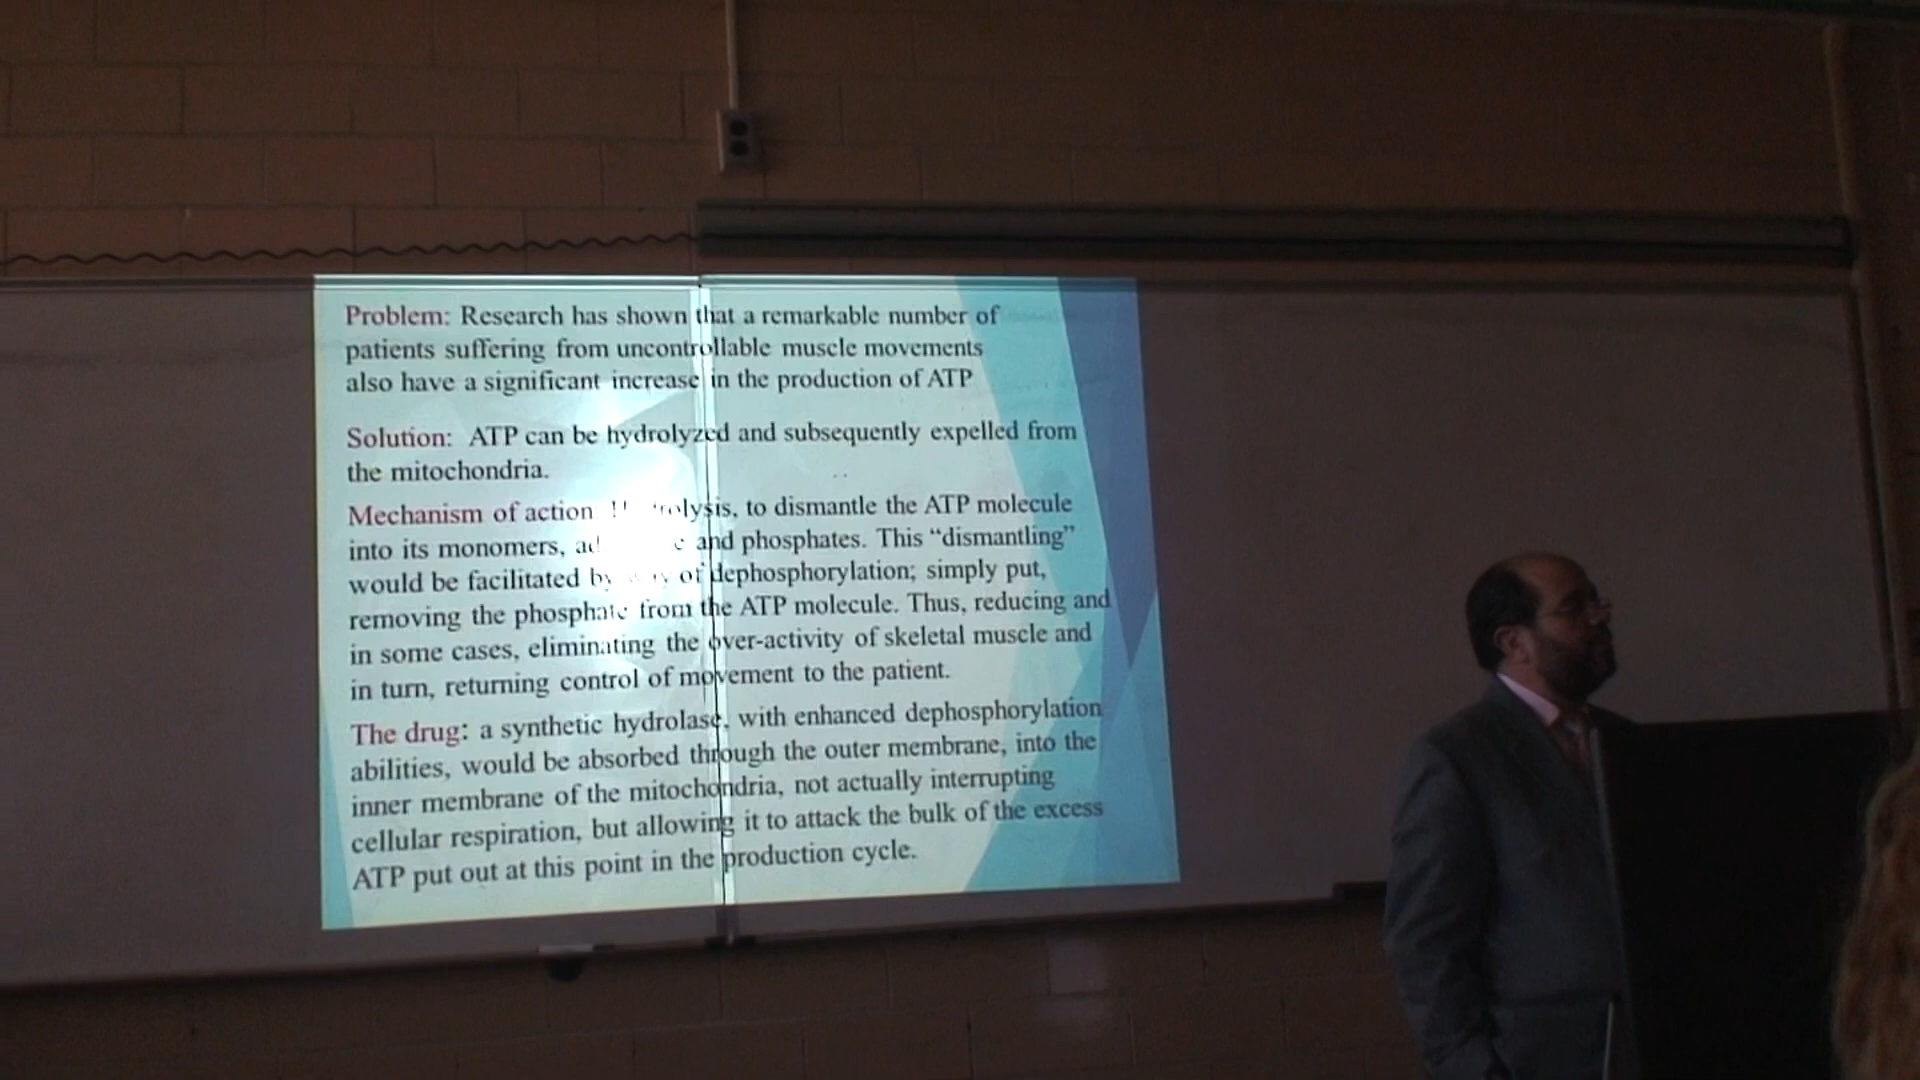 Problem: Research has shown that a remarkable number of
patients suffering from uncontrollable muscle movements
also have a significant increase in the production of ATP
Solution: ATP can be hydrolyzed and subsequently expelled from
the mitochondria.
Mechanism of action to dismantle the ATP molecule
into its monomers, and phosphates. This “dismantling”
would be facilitated by of dephosphorylation; simply put,
removing the phosphate from the ATP molecule. Thus, reducing and
in some cases, eliminating the over-activity of skeletal muscle and
in turn, returning control of movement to the patient.
The drug: a synthetic hydrolase, with enhanced dephosphorylation
abilities, would be absorbed through the outer membrane, into the
inner membrane of the mitochondria, not actually interrupting
cellular respiration, but allowing it to attack the bulk of the excess
ATP put out at this point in the production cycle.